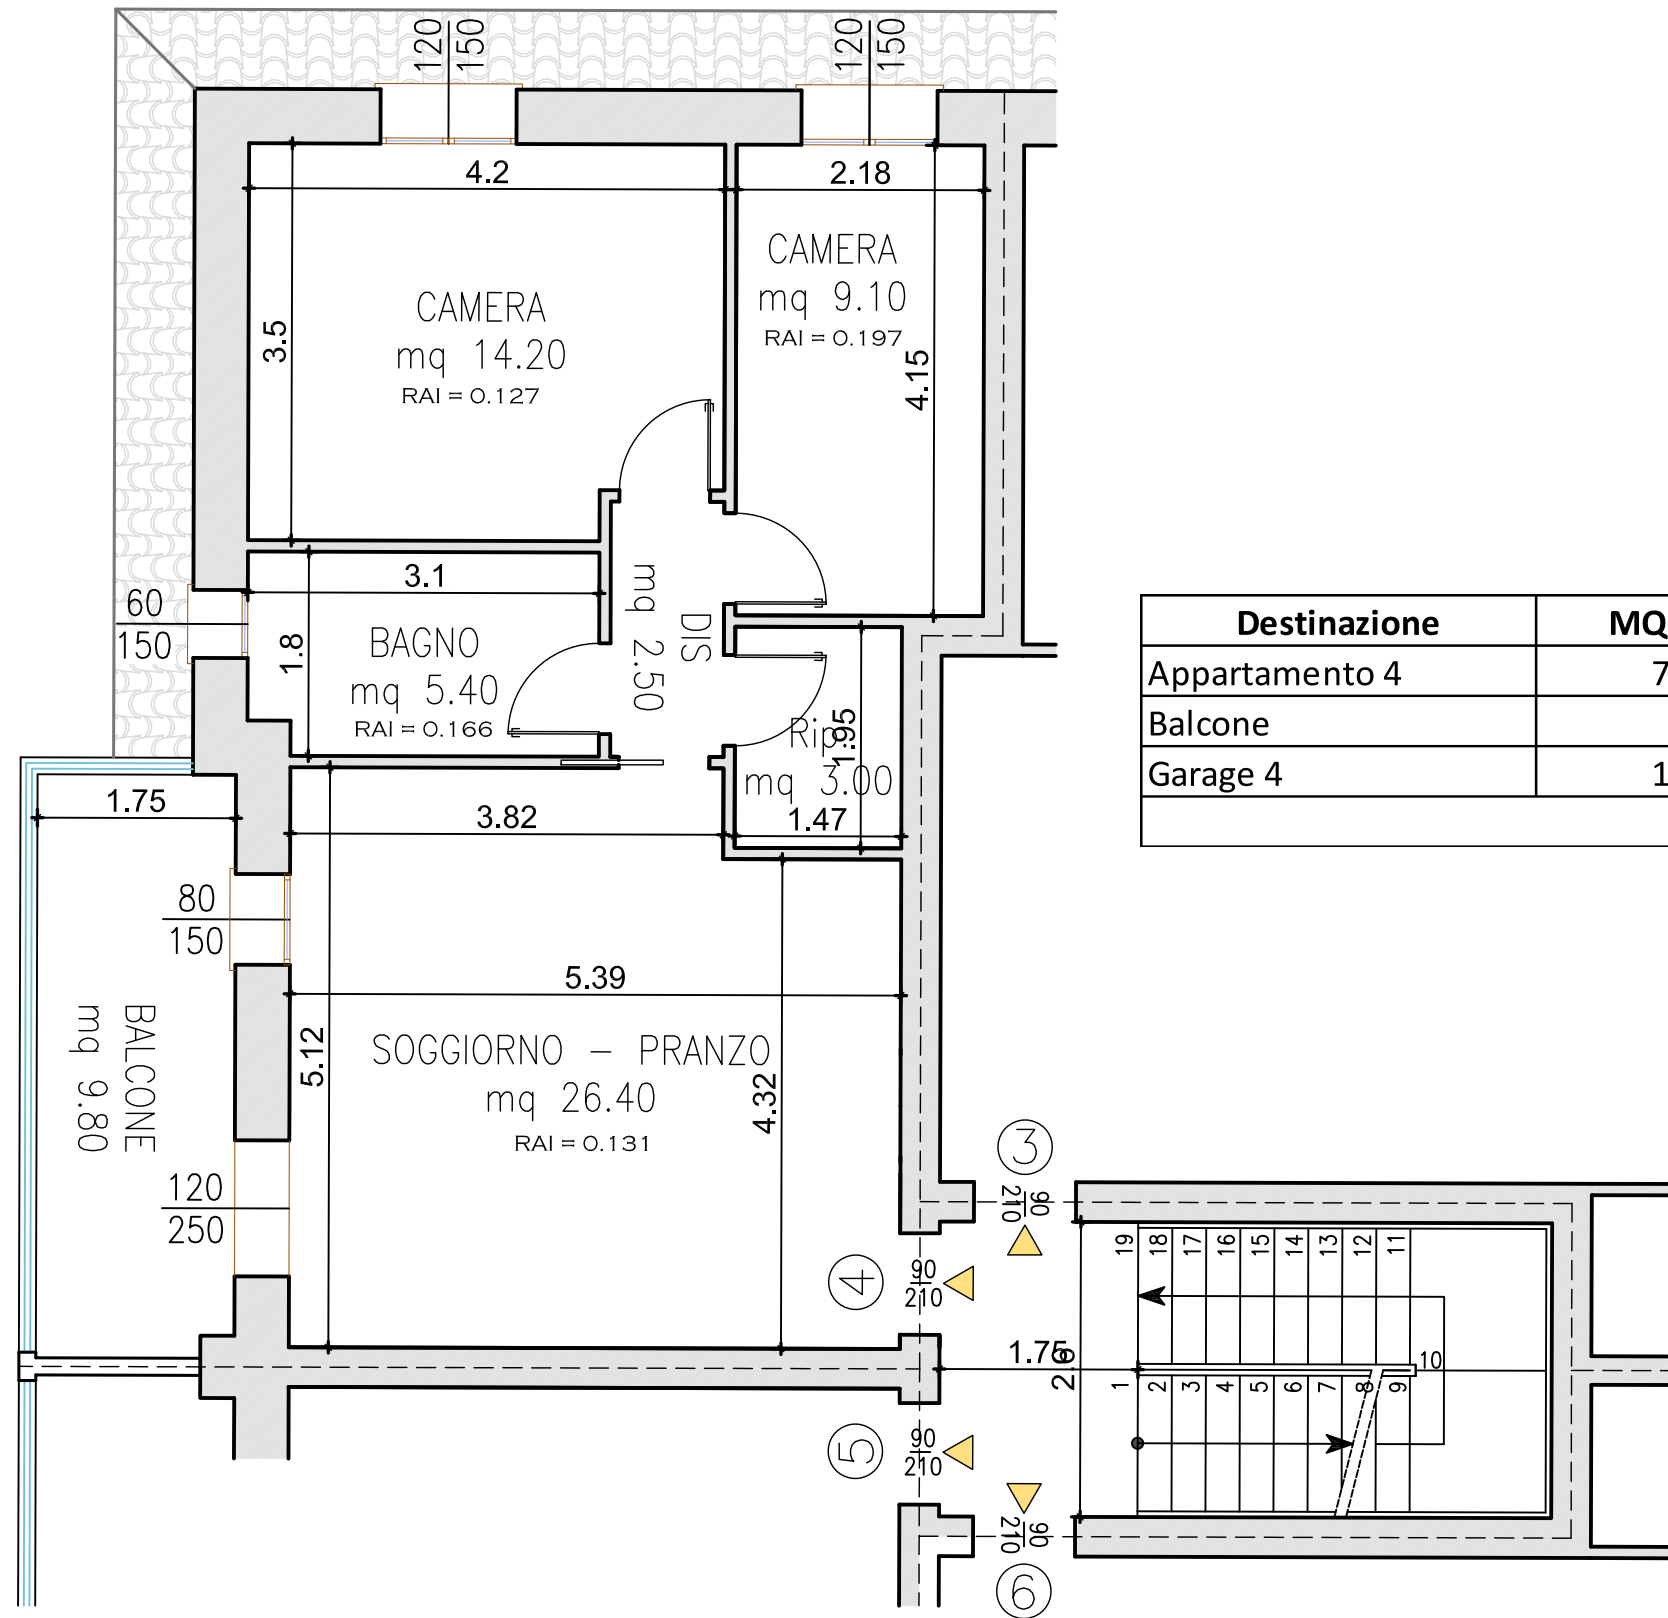 120
150
120
150
4.2
2.18
CAMERA
mq 14.20
RAI = 0.127
3.5
CAMERA
mq 9.10
RAI = 0.197
4.15
60
150
3.1
1.8
BAGNO
mq 5.40
RAI = 0.166
DIS
mq 2.50
Rip.
mq 3.00
1.95
1.47
1.75
3.82
80
150
5.39
5.12
SOGGIORNO – PRANZO
mq 26.40
RAI = 0.131
4.32
BALCONE
mq 9.80
120
250
Destinazione MQ
Appartamento 4 7
Balcone
Garage 4 1
3
90
210
4
90
210
5
90
210
6
90
210
1.75
2.6
19 18 17 16 15 14 13 12 11
10
1 2 3 4 5 6 7 8 9